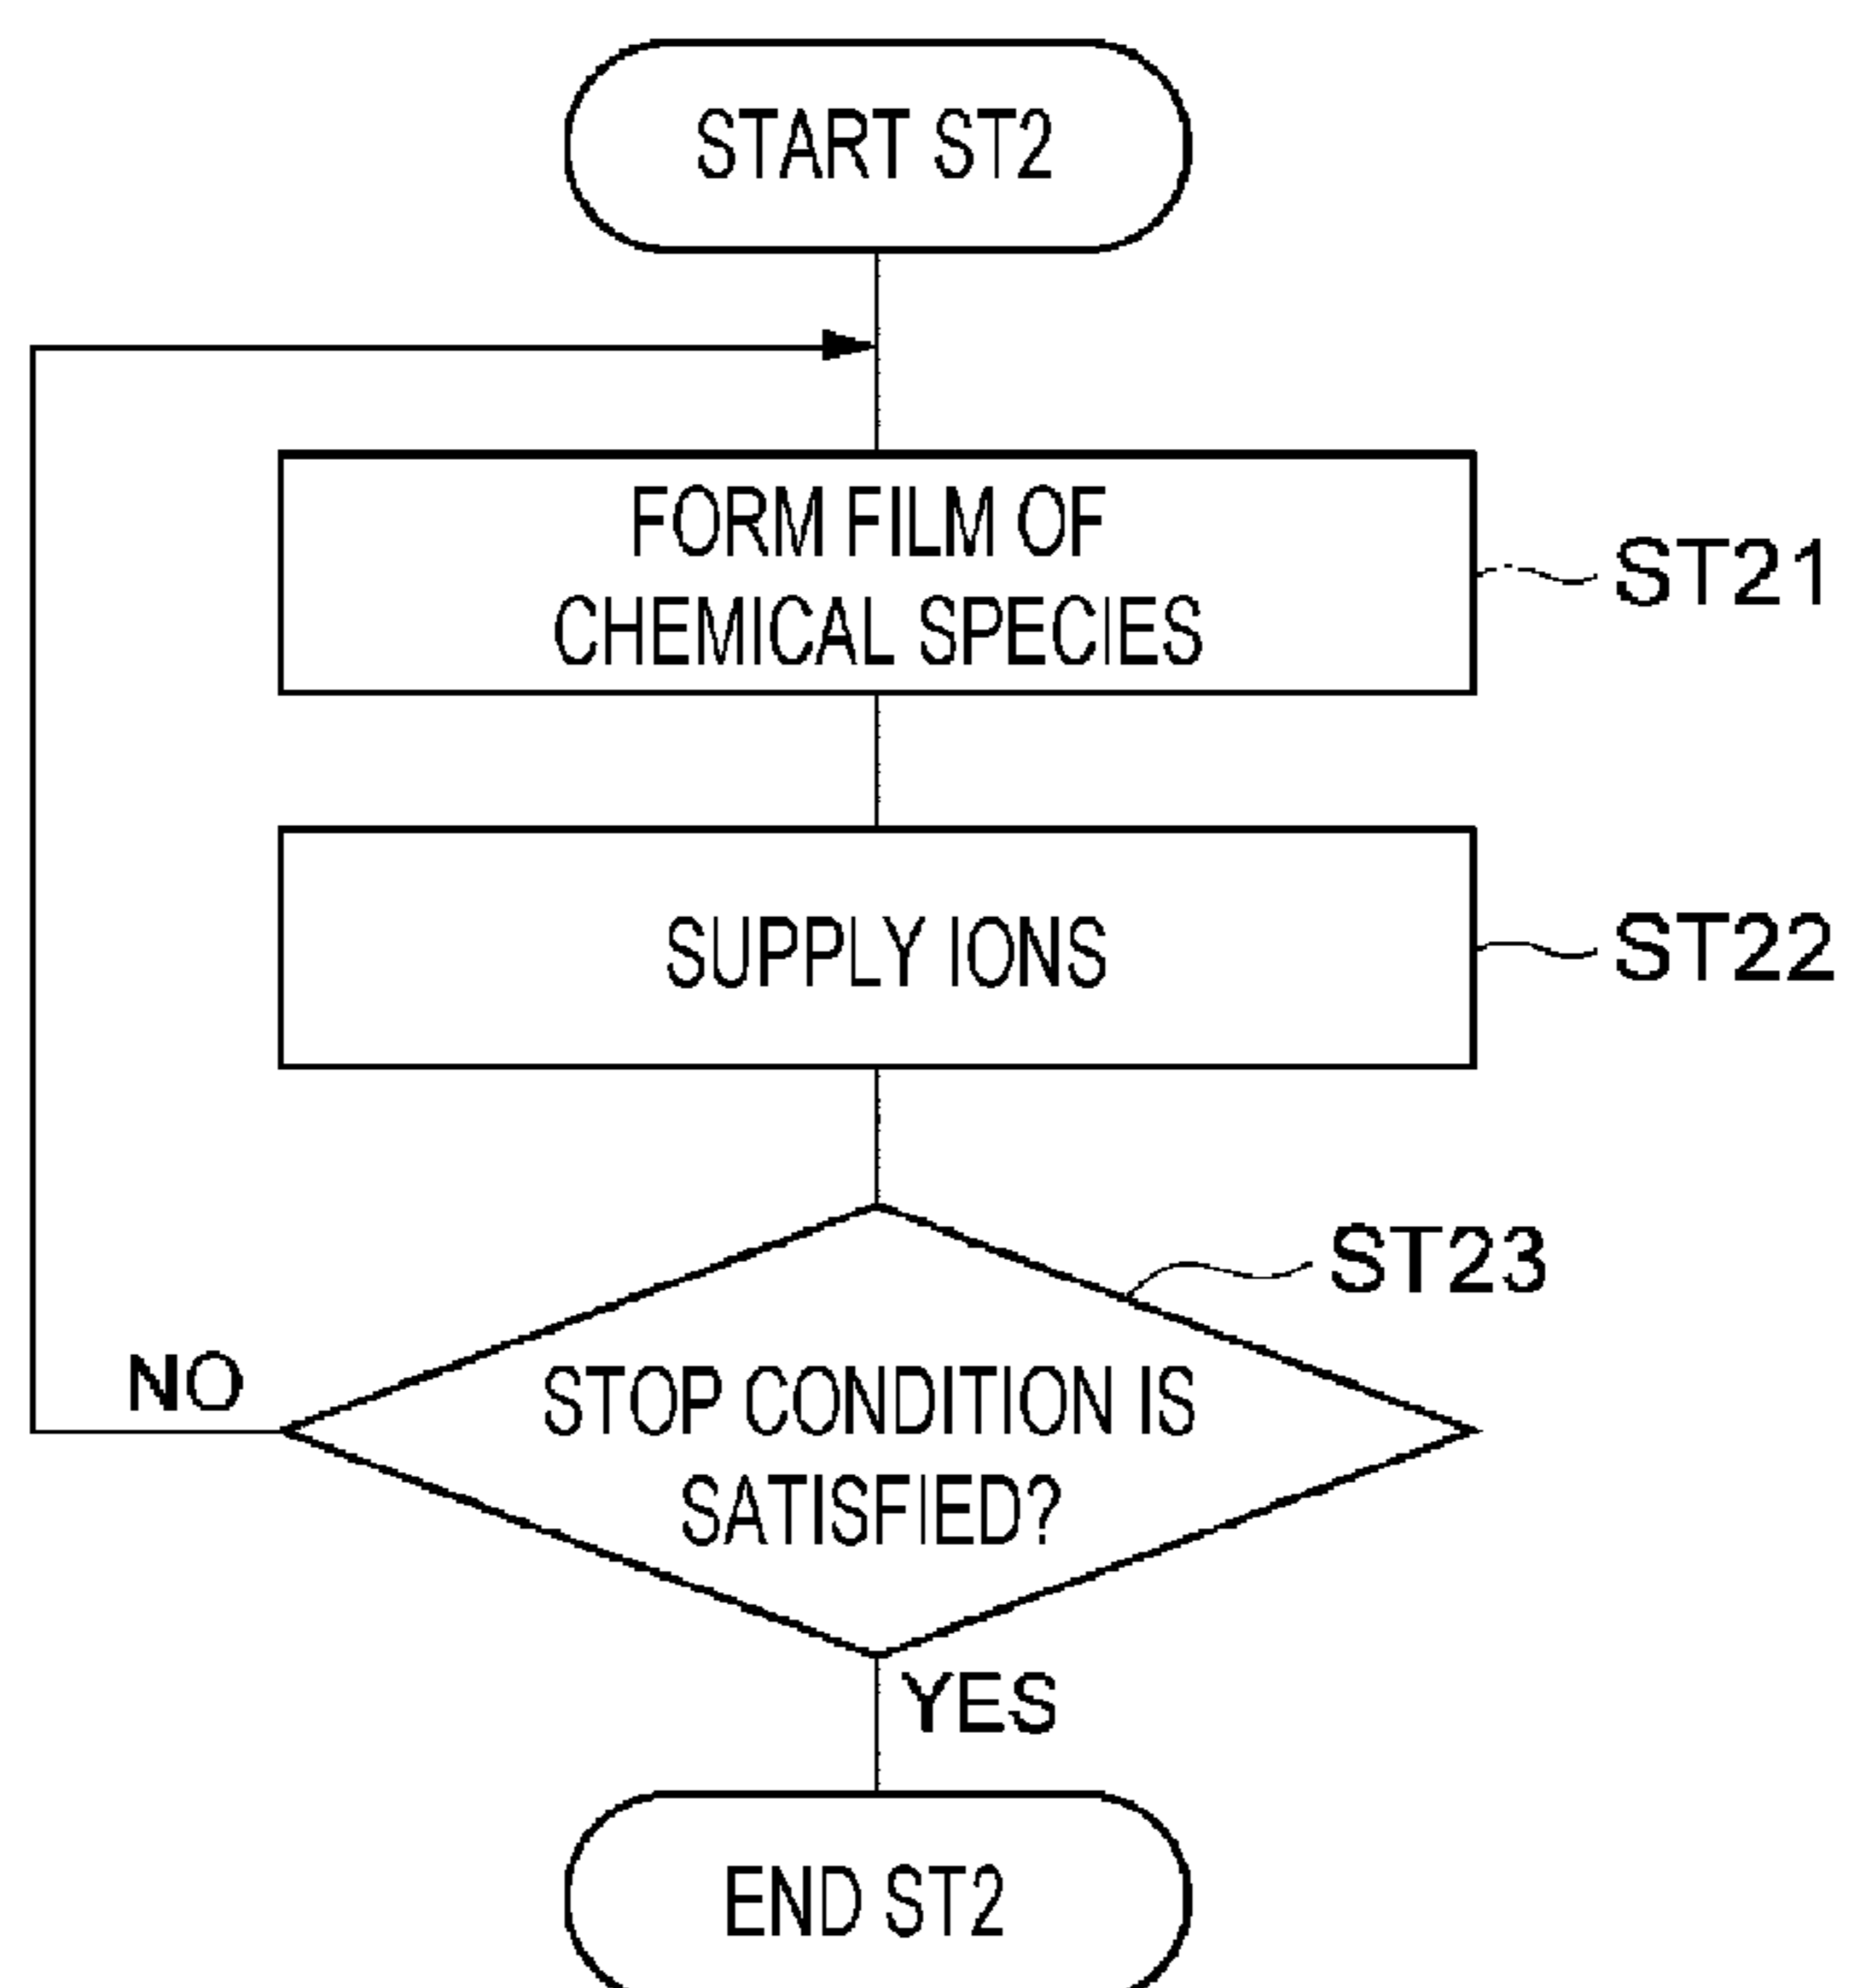 START ST2
FORM FILM OF
CHEMICAL SPECIES
ST21
SUPPLY IONS
ST22
ST23
STOP CONDITION IS
SATISFIED?
NO
YES
END ST2